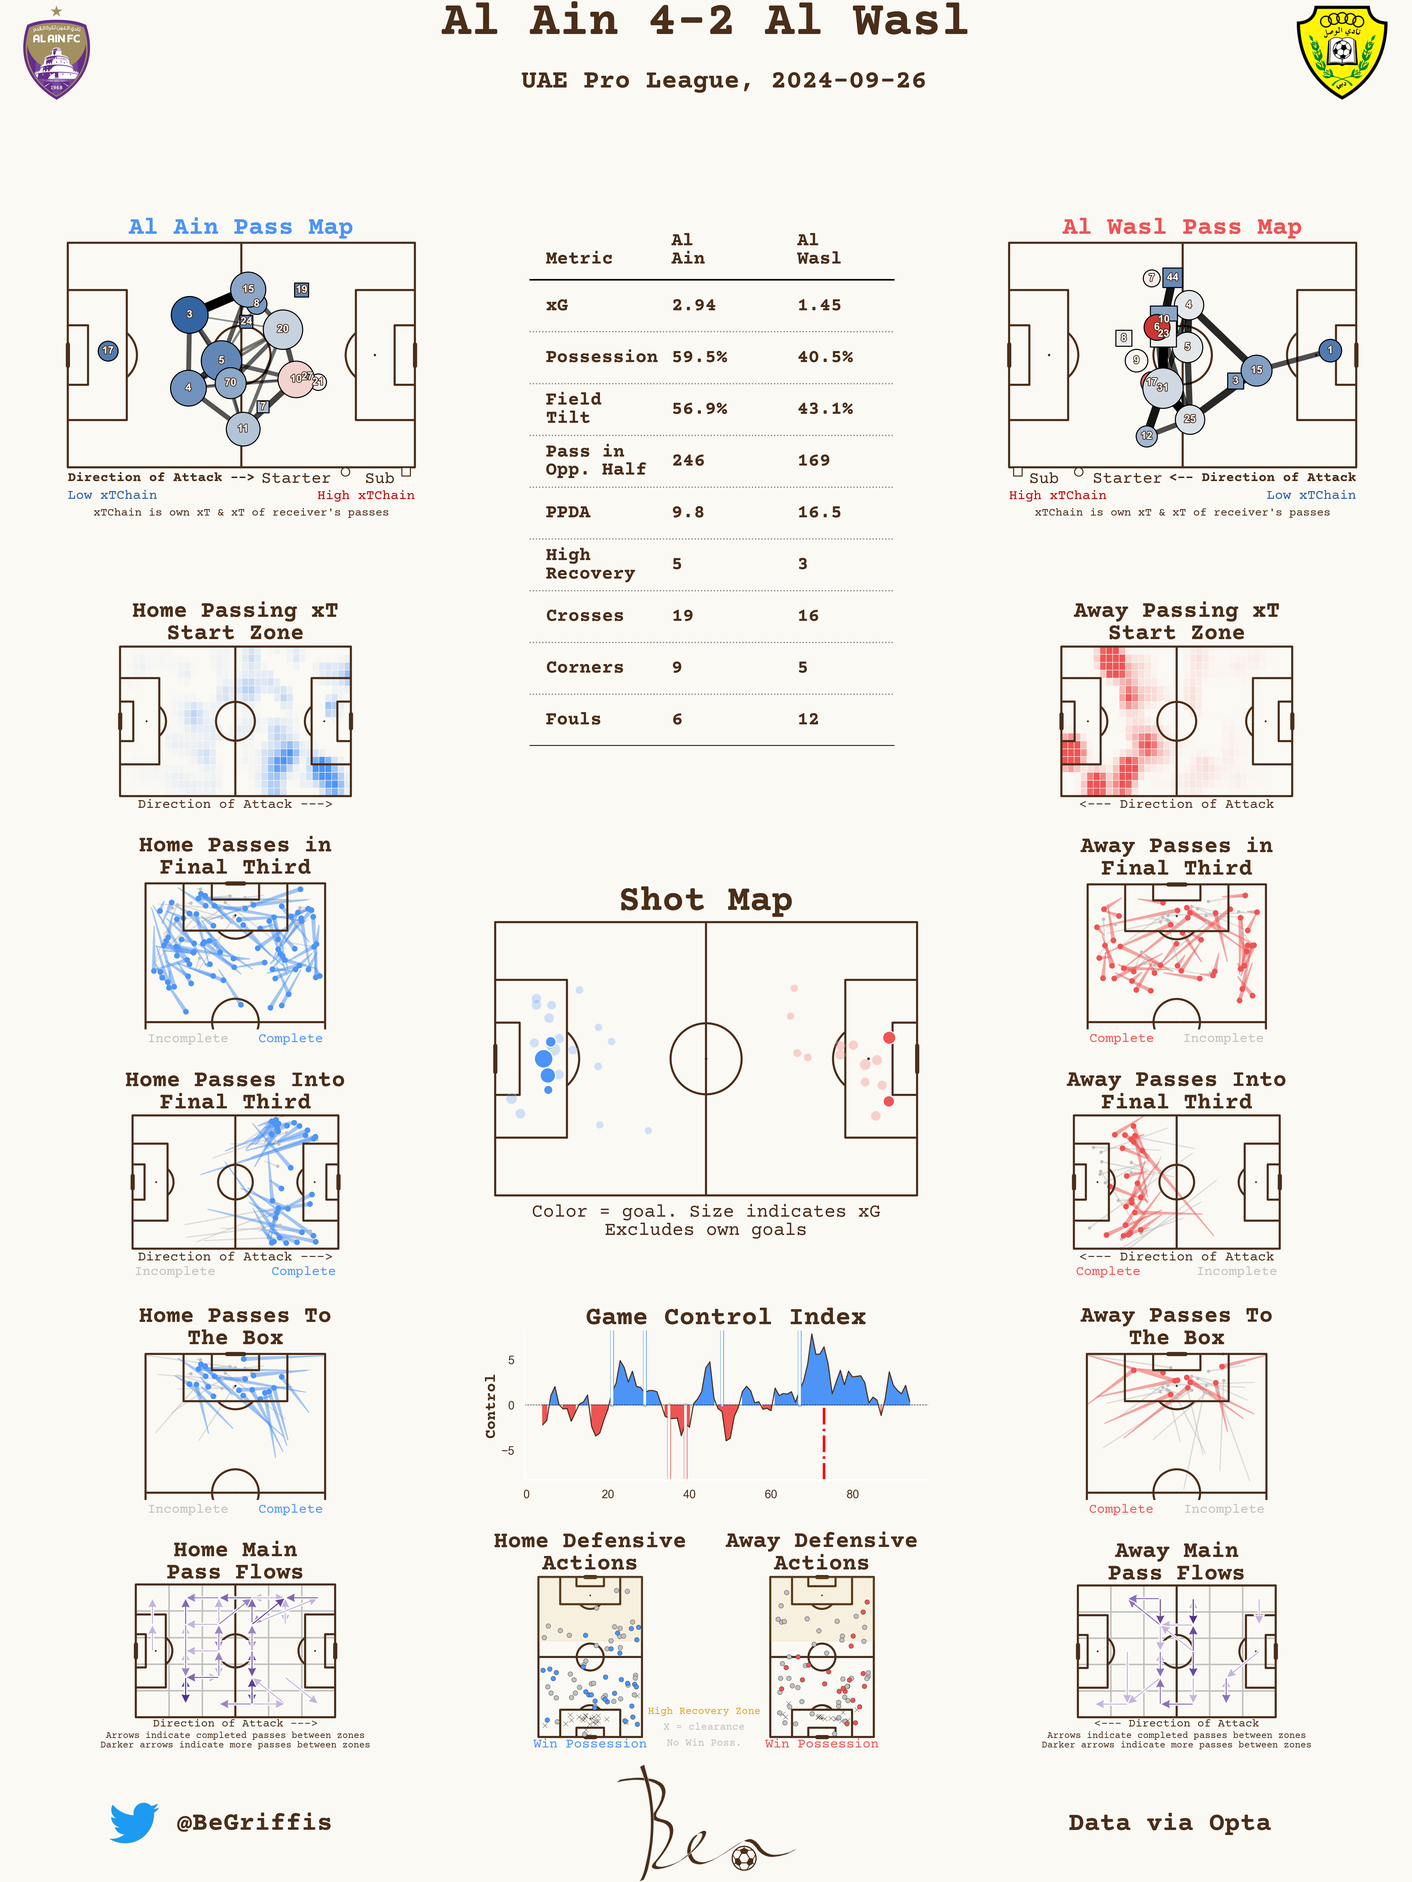 Al Ain 4-2 Al Wasl
UAE Pro League, 2024-09-26
AL AIN FC
1968
نادي الوصل
دبي
Al Ain Pass Map
15
8
19
3
24
20
5
17
4
70
10
27
21
7
11
Direction of Attack --> Starter Sub
Low xTChain High xTChain
xTChain is own xT & xT of receiver's passes
Metric Al Ain Al Wasl
xG 2.94 1.45
Possession 59.5% 40.5%
Field Tilt 56.9% 43.1%
Pass in Opp. Half 246 169
PPDA 9.8 16.5
High Recovery 5 3
Crosses 19 16
Corners 9 5
Fouls 6 12
Al Wasl Pass Map
7
44
4
10
6
23
8
5
9
1
15
17
31
3
25
12
Sub Starter <-- Direction of Attack
High xTChain Low xTChain
xTChain is own xT & xT of receiver's passes
Home Passing xT
Start Zone
Direction of Attack --->
Away Passing xT
Start Zone
<--- Direction of Attack
Home Passes in
Final Third
Incomplete Complete
Away Passes in
Final Third
Complete Incomplete
Shot Map
Color = goal. Size indicates xG
Excludes own goals
Home Passes Into
Final Third
Direction of Attack --->
Incomplete Complete
Away Passes Into
Final Third
<--- Direction of Attack
Complete Incomplete
Home Passes To
The Box
Incomplete Complete
Game Control Index
Control
5
0
−5
0 20 40 60 80
Away Passes To
The Box
Complete Incomplete
Home Main
Pass Flows
Direction of Attack --->
Arrows indicate completed passes between zones
Darker arrows indicate more passes between zones
Home Defensive
Actions
Win Possession
Away Defensive
Actions
Win Possession
High Recovery Zone
X = clearance
No Win Poss.
Away Main
Pass Flows
<--- Direction of Attack
Arrows indicate completed passes between zones
Darker arrows indicate more passes between zones
@BeGriffis
Ben
Data via Opta